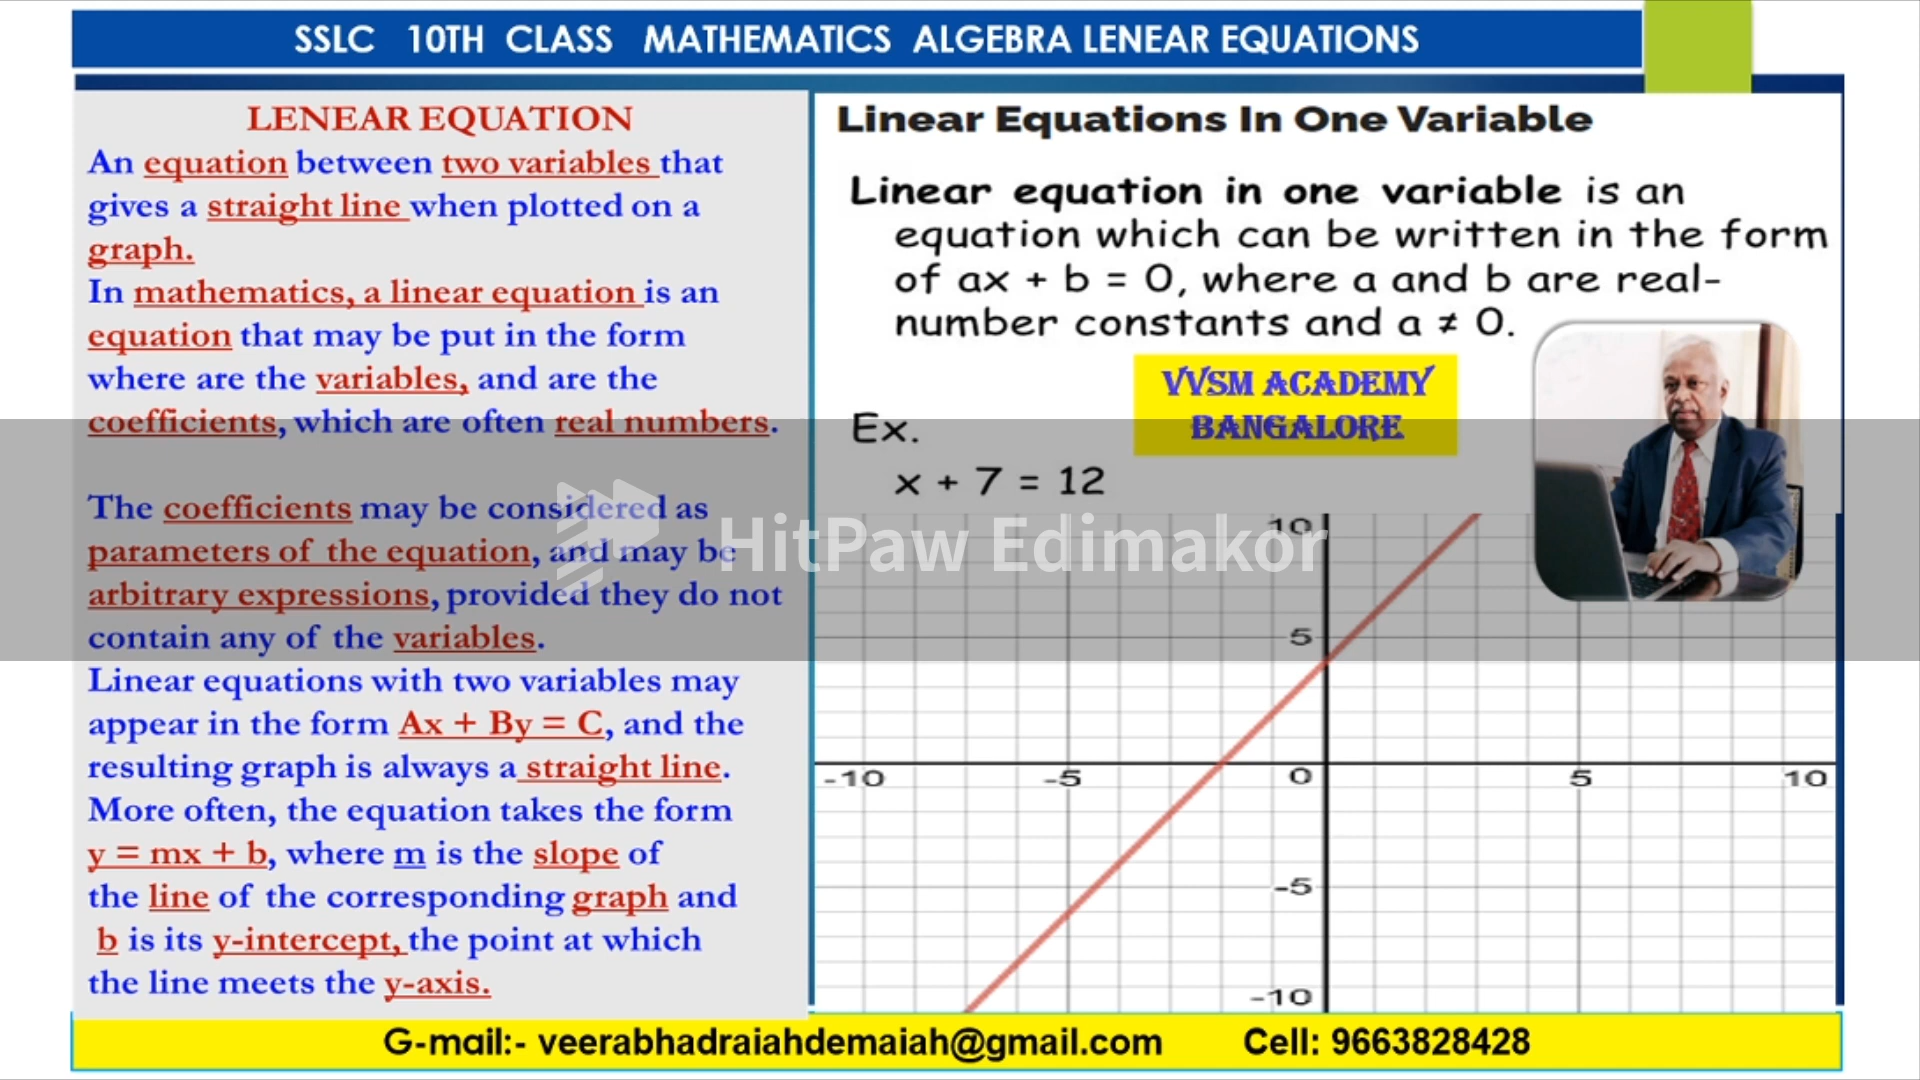 SSLC 10TH CLASS MATHEMATICS ALGEBRA LENEAR EQUATIONS
LENEAR EQUATION
An equation between two variables that
gives a straight line when plotted on a
graph.
In mathematics, a linear equation is an
equation that may be put in the form
where are the variables, and are the
coefficients, which are often real numbers.
The coefficients may be considered as
parameters of the equation, and may be
arbitrary expressions, provided they do not
contain any of the variables.
Linear equations with two variables may
appear in the form Ax + By = C, and the
resulting graph is always a straight line.
More often, the equation takes the form
y = mx + b, where m is the slope of
the line of the corresponding graph and
b is its y-intercept, the point at which
the line meets the y-axis.
Linear Equations In One Variable
Linear equation in one variable is an
equation which can be written in the form
of ax + b = 0, where a and b are real-
number constants and a ≠ 0.
VVSM ACADEMY
BANGALORE
Ex.
x + 7 = 12
HitPaw Edimakor
10
5
-10 -5 0 5 10
-5
-10
G-mail:- veerabhadraiahdemaiah@gmail.com Cell: 9663828428